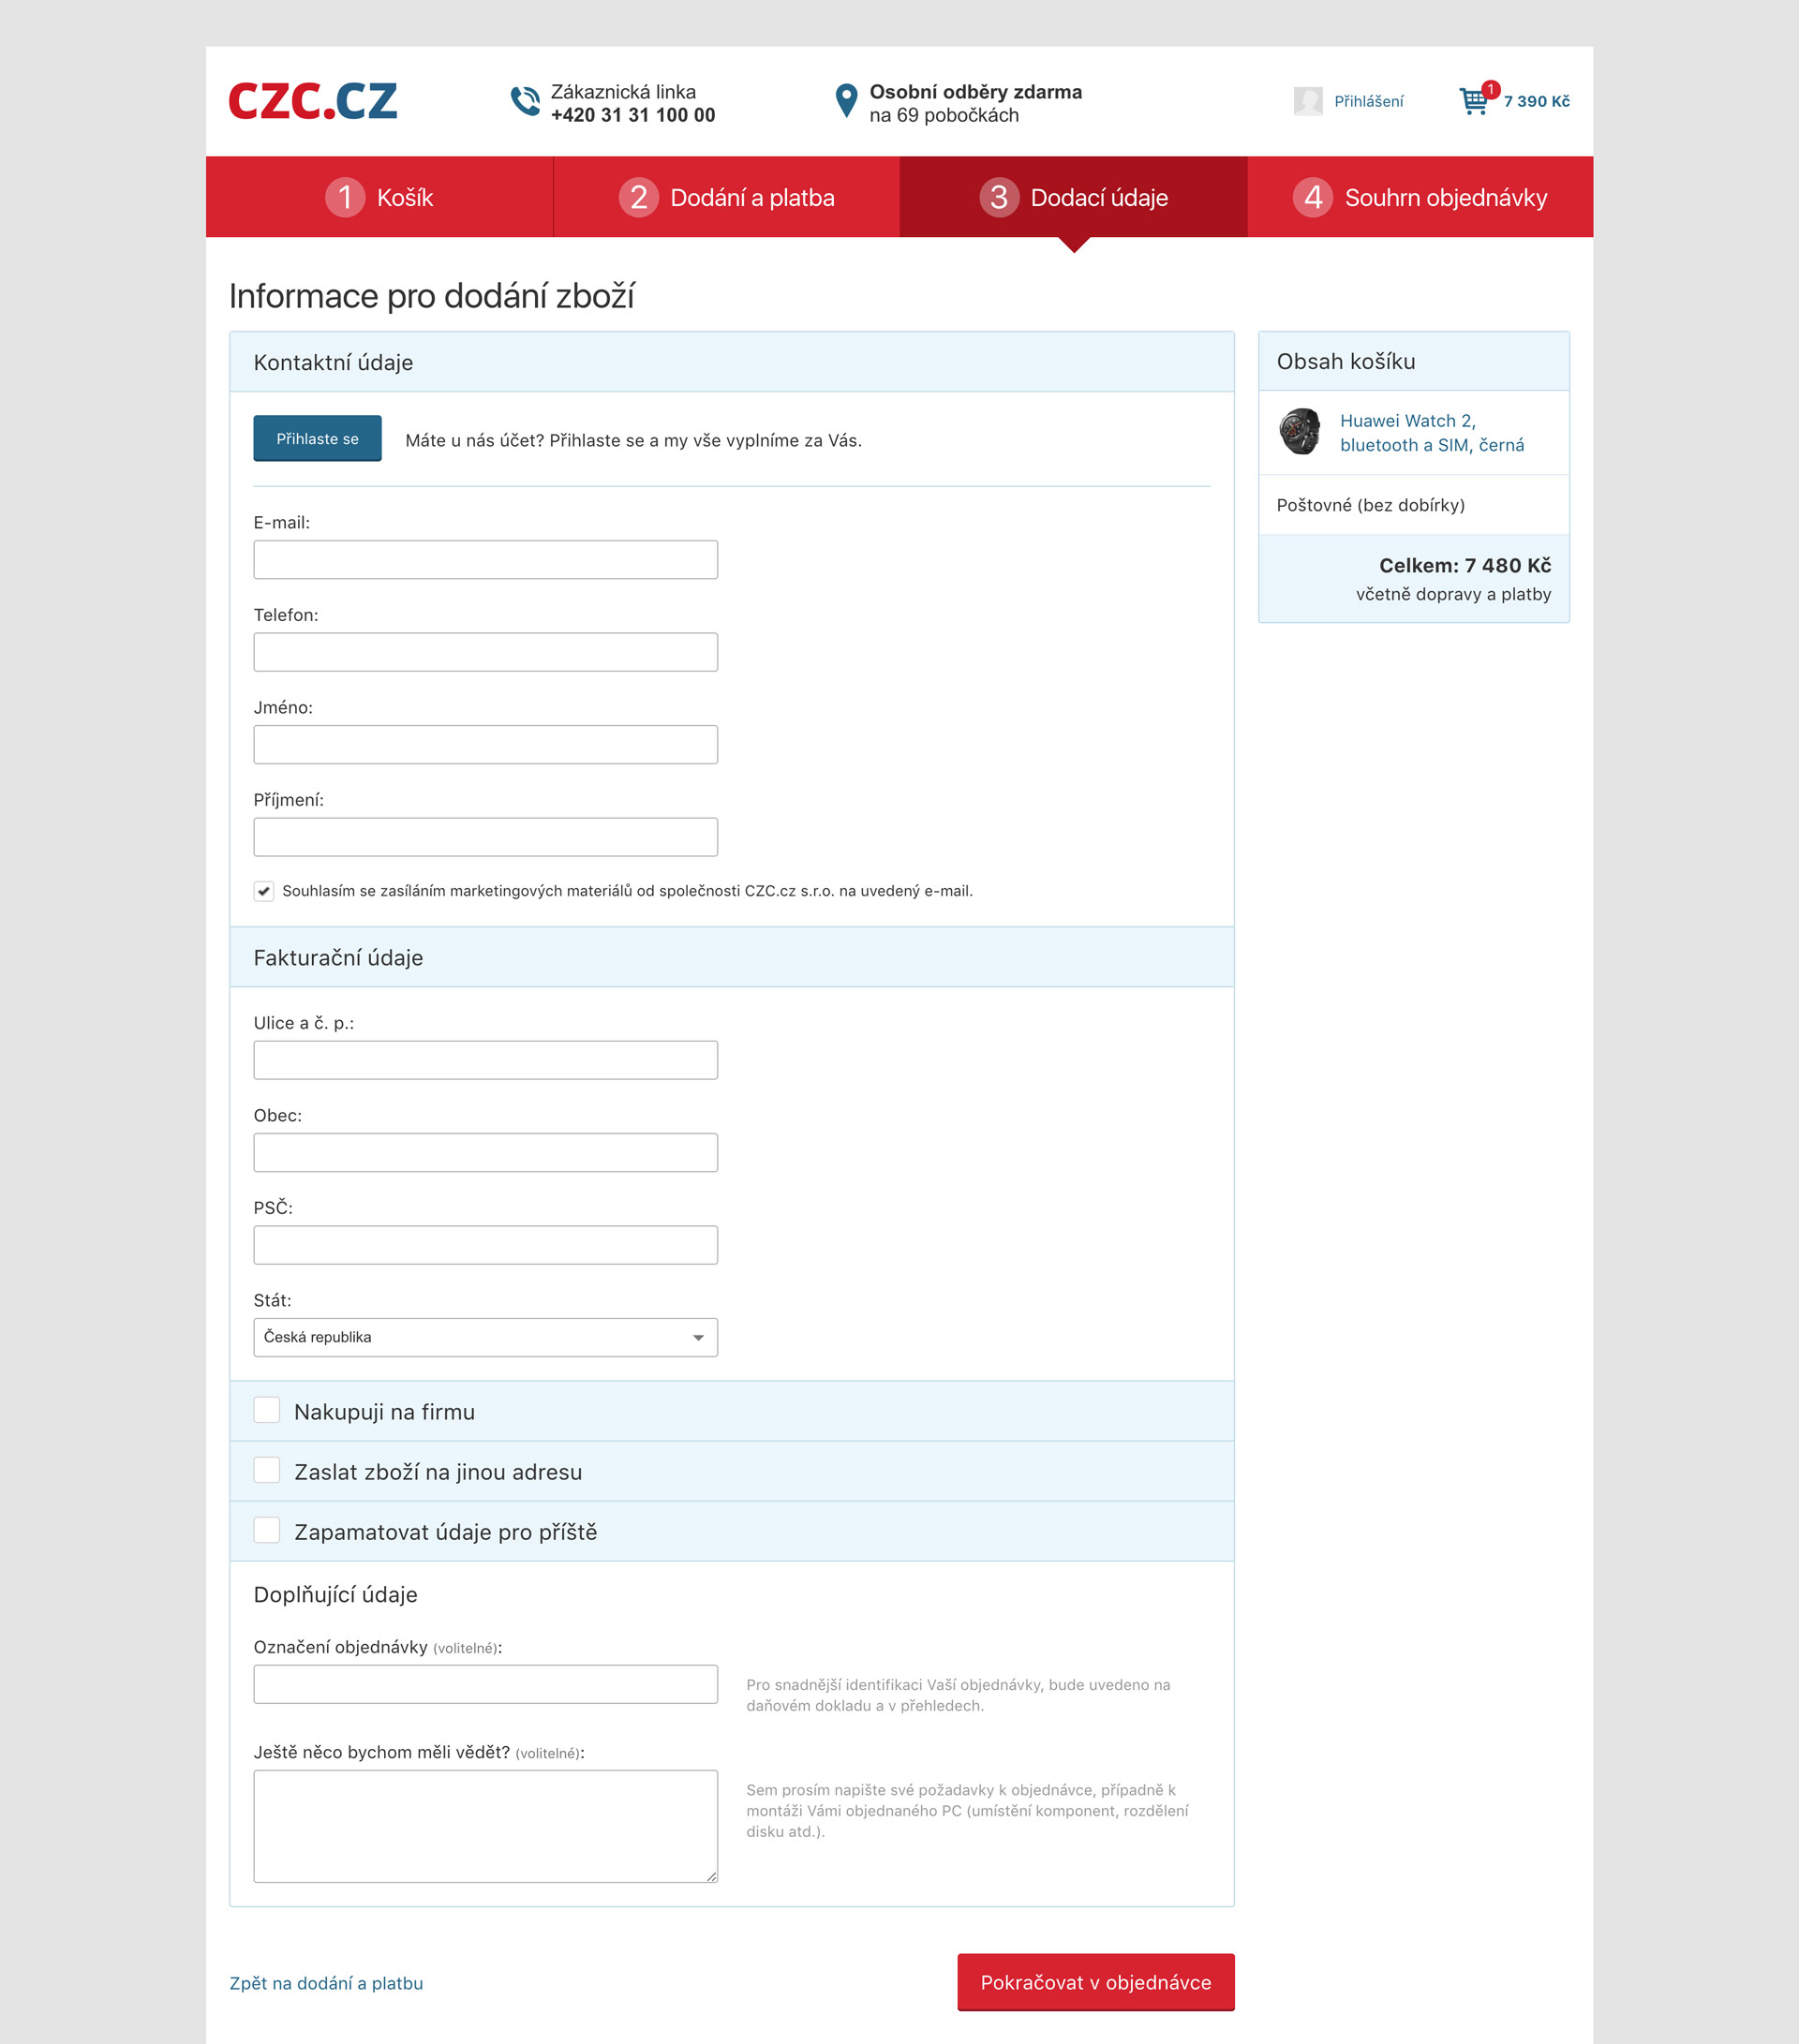 CZC.CZ
Zákaznická linka
+420 31 31 100 00
Osobní odběry zdarma
na 69 pobočkách
Přihlášení
1
7 390 Kč
1 Košík
2 Dodání a platba
3 Dodací údaje
4 Souhrn objednávky
Informace pro dodání zboží
Kontaktní údaje
Přihlaste se
Máte u nás účet? Přihlaste se a my vše vyplníme za Vás.
E-mail:
Telefon:
Jméno:
Příjmení:
Souhlasím se zasíláním marketingových materiálů od společnosti CZC.cz s.r.o. na uvedený e-mail.
Fakturační údaje
Ulice a č. p.:
Obec:
PSČ:
Stát:
Česká republika
Nakupuji na firmu
Zaslat zboží na jinou adresu
Zapamatovat údaje pro příště
Doplňující údaje
Označení objednávky (volitelné):
Pro snadnější identifikaci Vaší objednávky, bude uvedeno na
daňovém dokladu a v přehledech.
Ještě něco bychom měli vědět? (volitelné):
Sem prosím napište své požadavky k objednávce, případně k
montáži Vámi objednaného PC (umístění komponent, rozdělení
disku atd.).
Obsah košíku
Huawei Watch 2,
bluetooth a SIM, černá
Poštovné (bez dobírky)
Celkem: 7 480 Kč
včetně dopravy a platby
Zpět na dodání a platbu
Pokračovat v objednávce